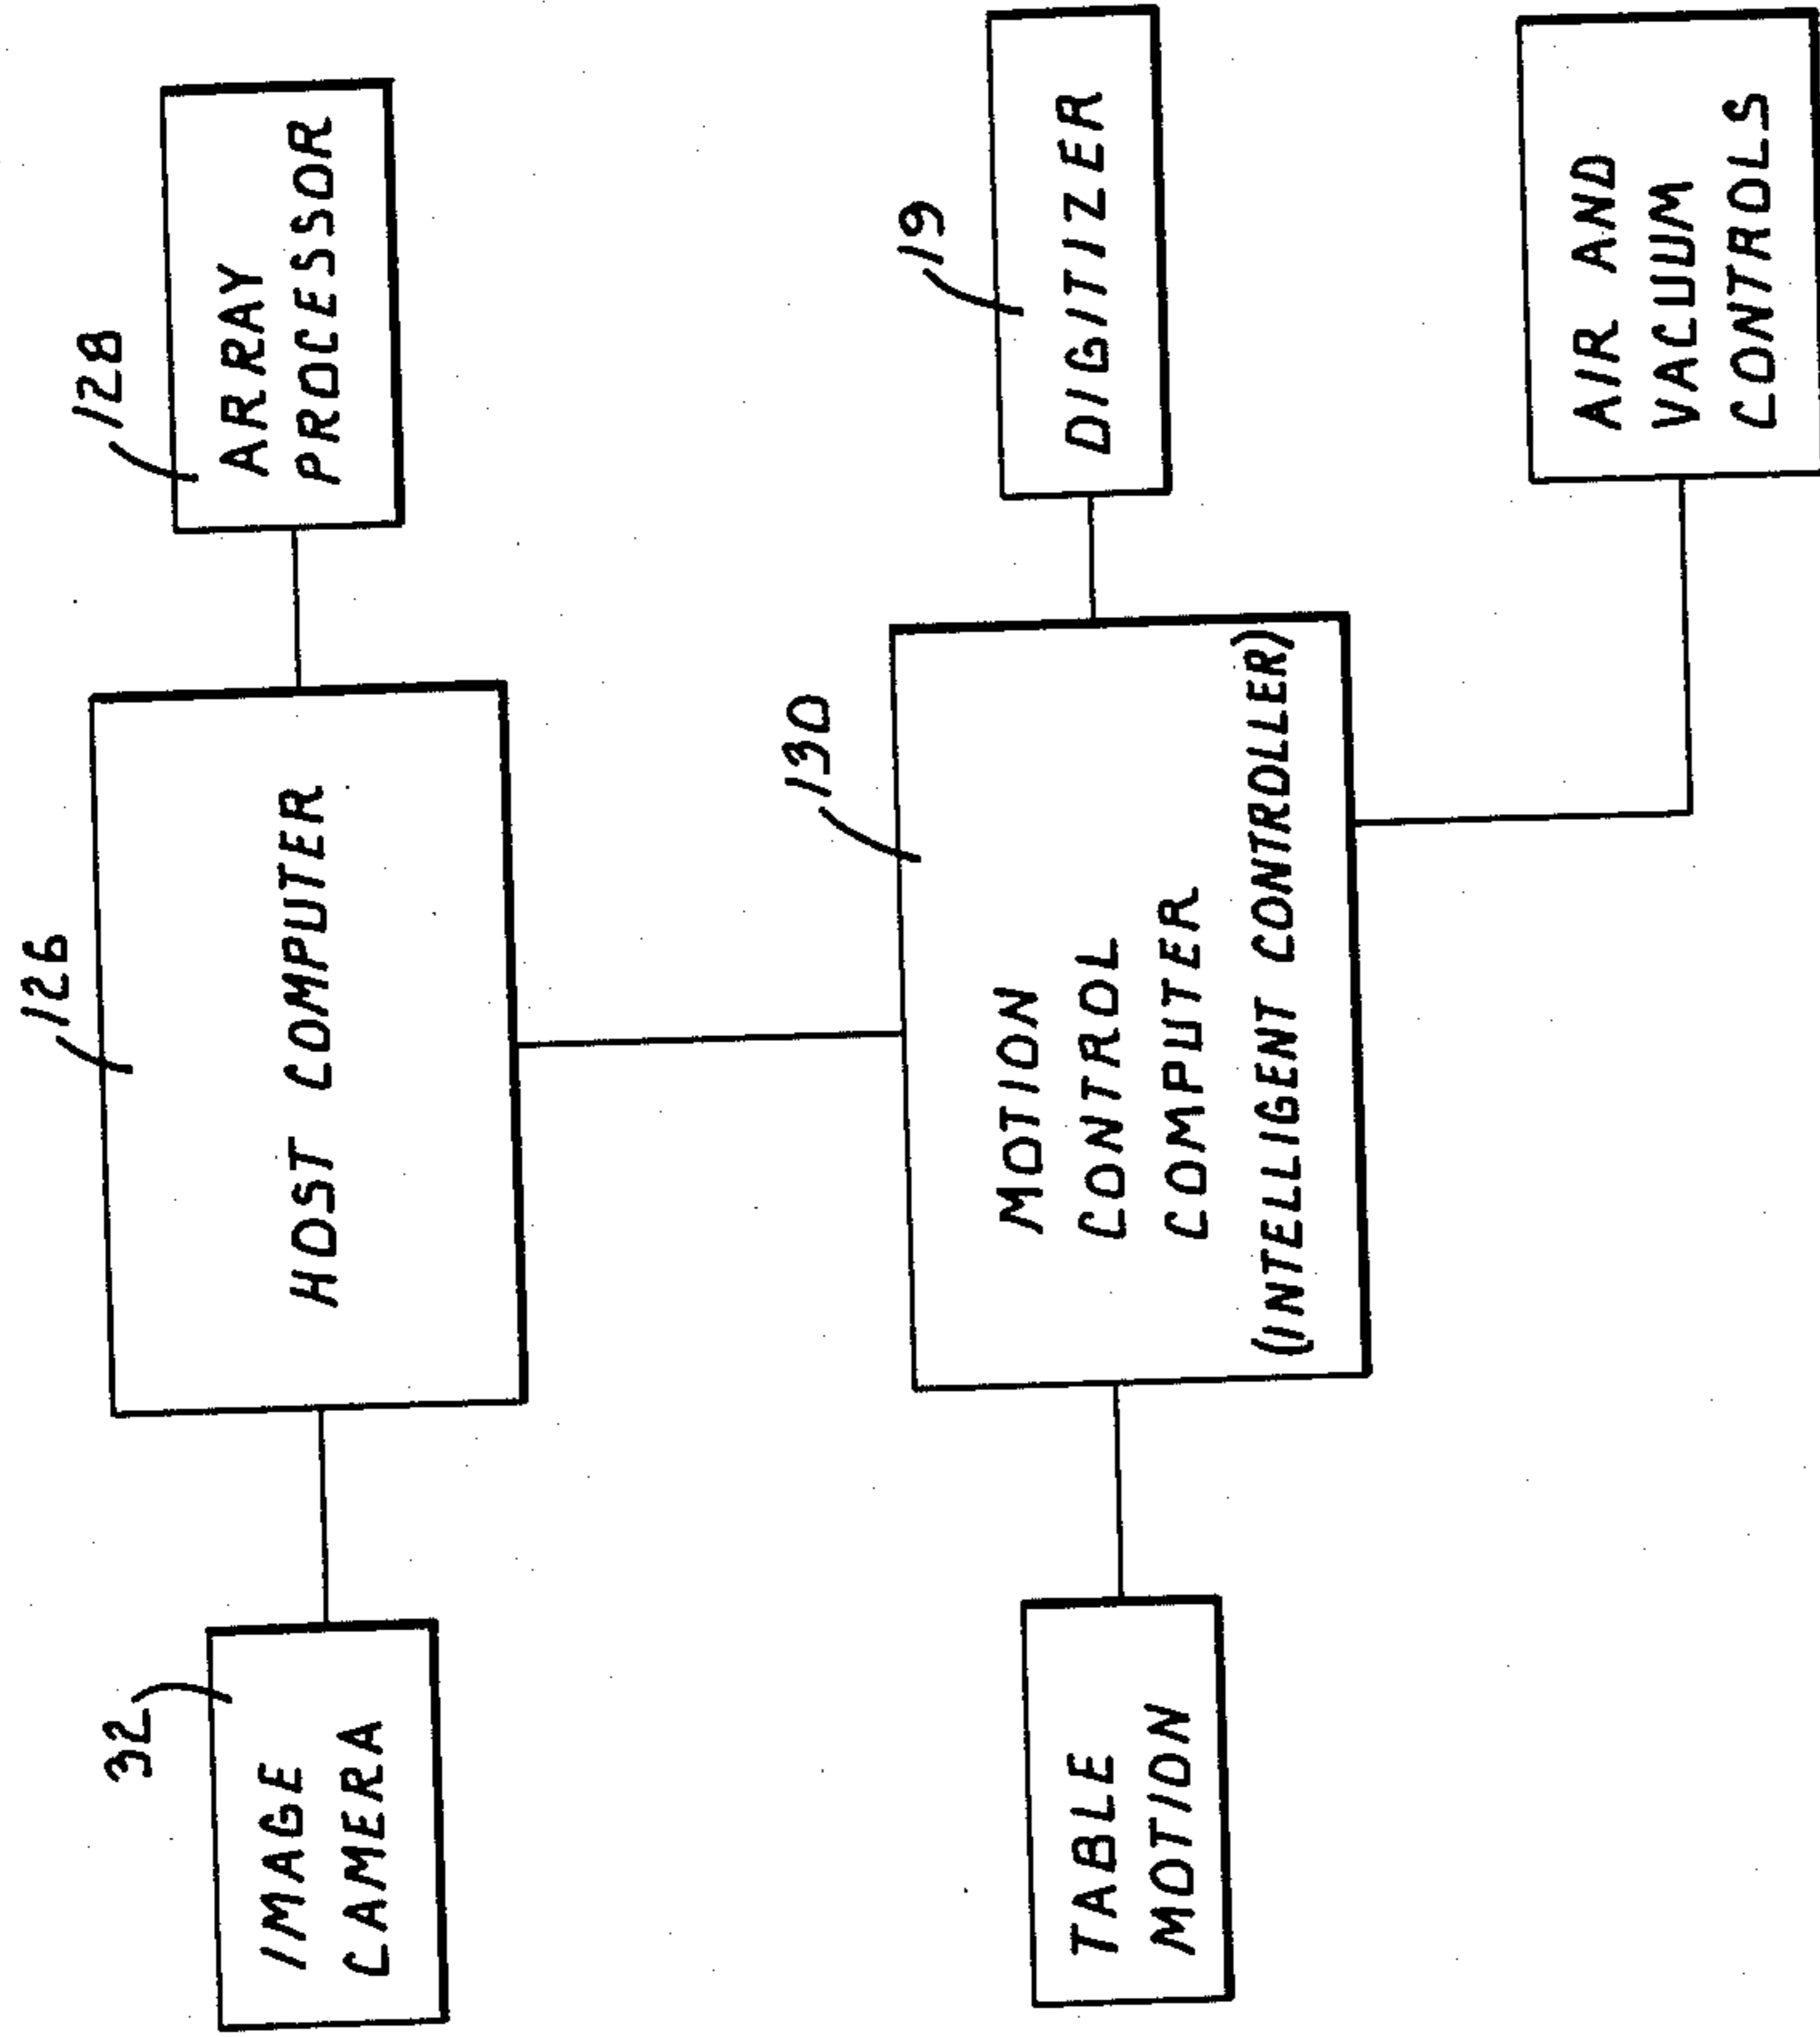 126
HOST COMPUTER
32
IMAGE
CAMERA
128
ARRAY
PROCESSOR
130
MOTION
CONTROL
COMPUTER
(INTELLIGENT CONTROLLER)
TABLE
MOTION
19
DIGITIZER
AIR AND
VACUUM
CONTROLS